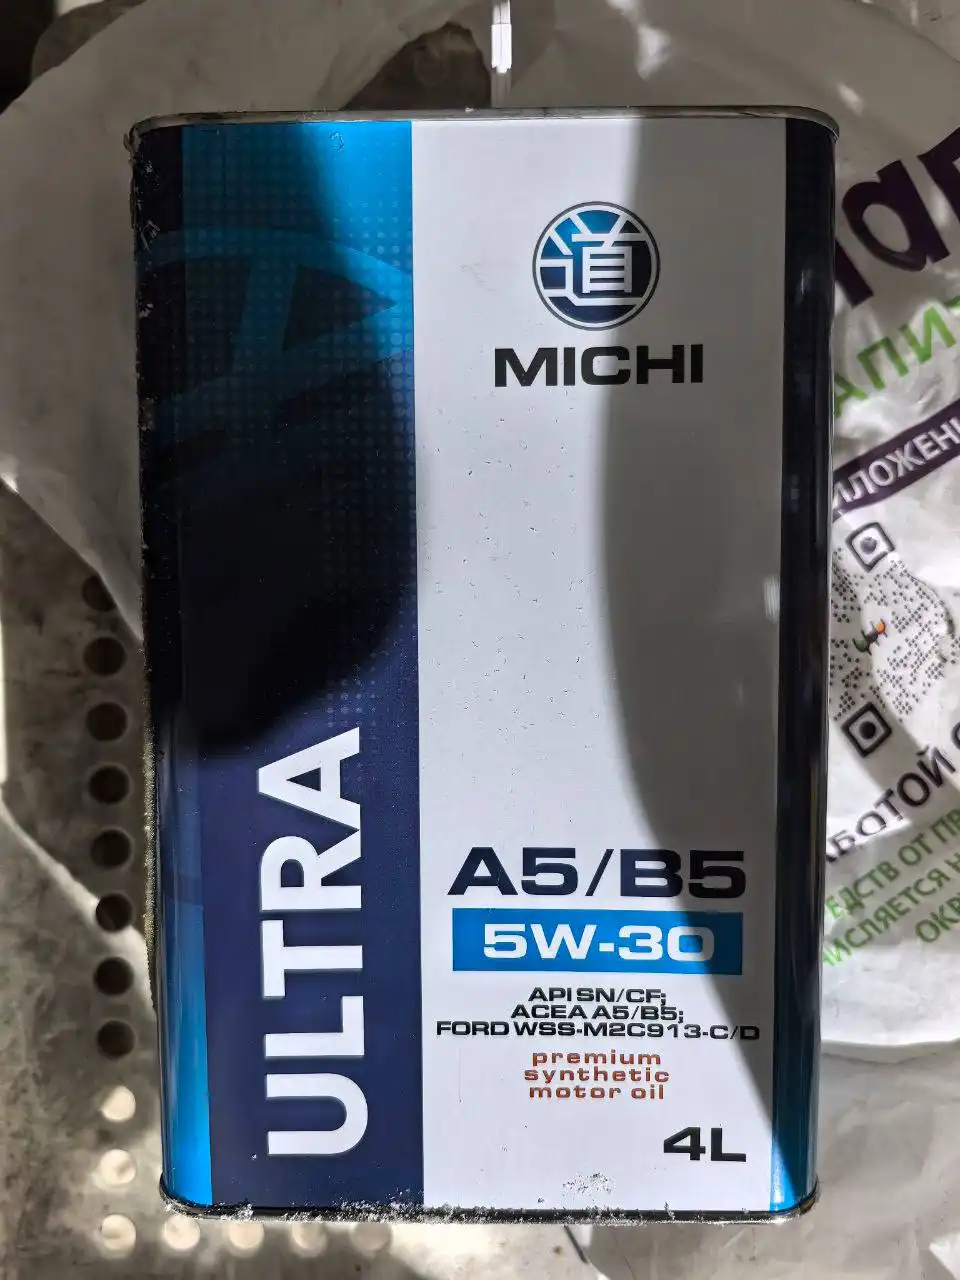 道
MICHI
ULTRA
A5/B5
5W-30
API SN/CF;
ACEA A5/B5;
FORD WSS-M2C913-C/D
premium
synthetic
motor oil
4L